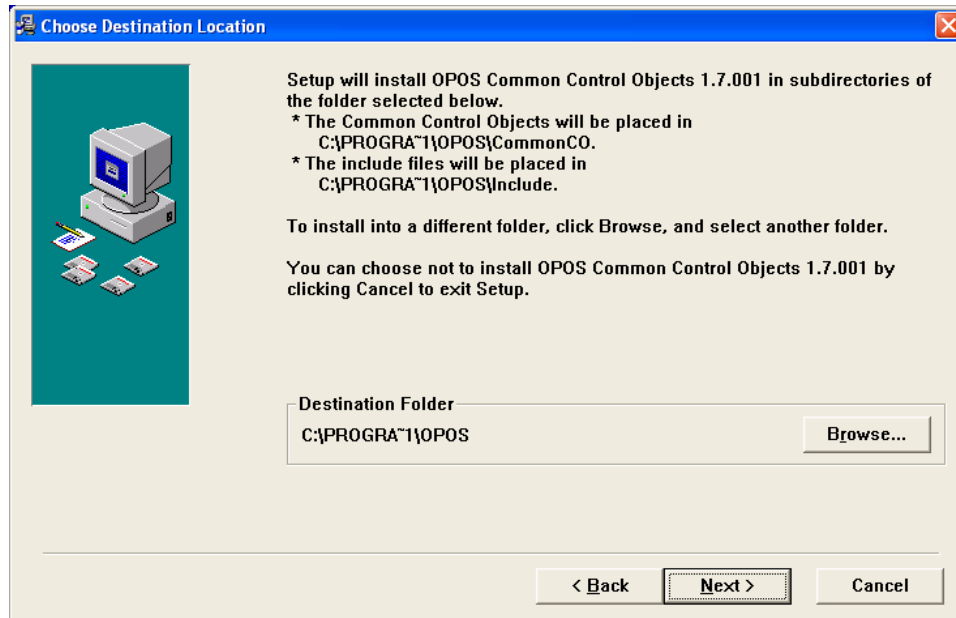 Choose Destination Location
Setup will install OPOS Common Control Objects 1.7.001 in subdirectories of
the folder selected below.
* The Common Control Objects will be placed in
C:\PROGRA~1\OPOS\CommonCO.
* The include files will be placed in
C:\PROGRA~1\OPOS\Include.
To install into a different folder, click Browse, and select another folder.
You can choose not to install OPOS Common Control Objects 1.7.001 by
clicking Cancel to exit Setup.
Destination Folder
C:\PROGRA~1\OPOS
Browse...
< Back
Next >
Cancel